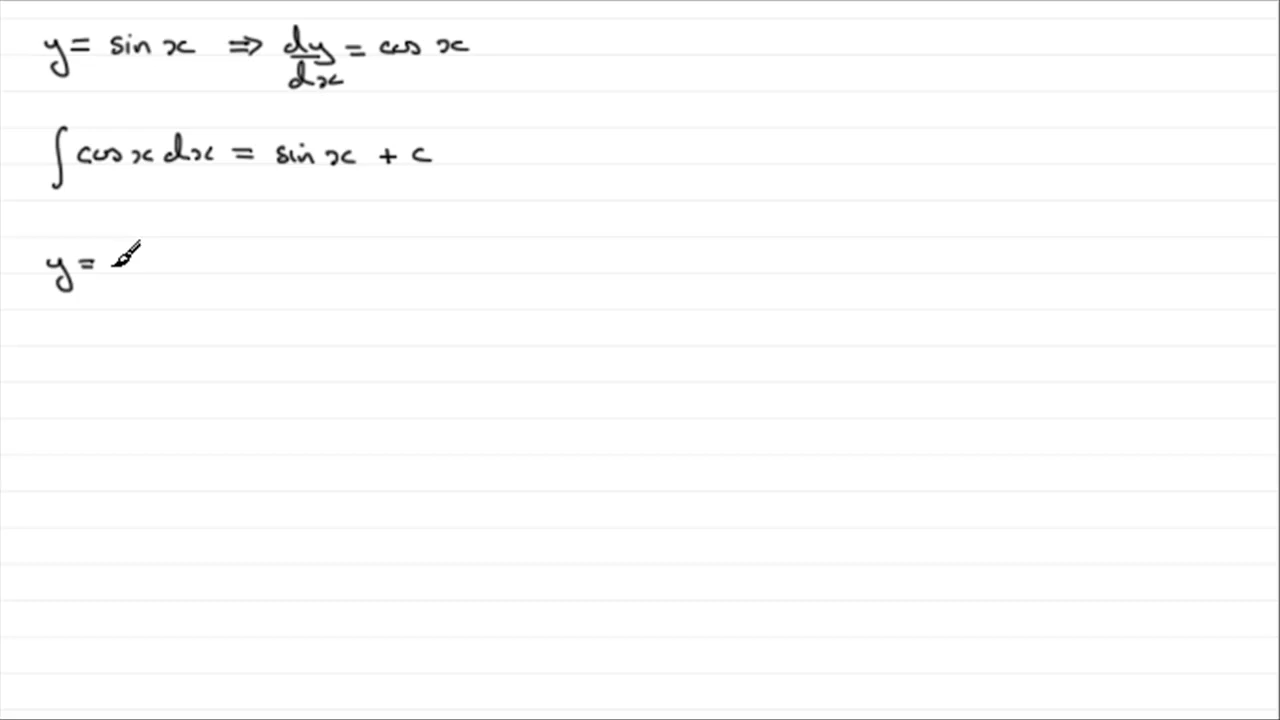 y = sin x ⇒ dy/dx = cos x
∫ cos x dx = sin x + c
y =